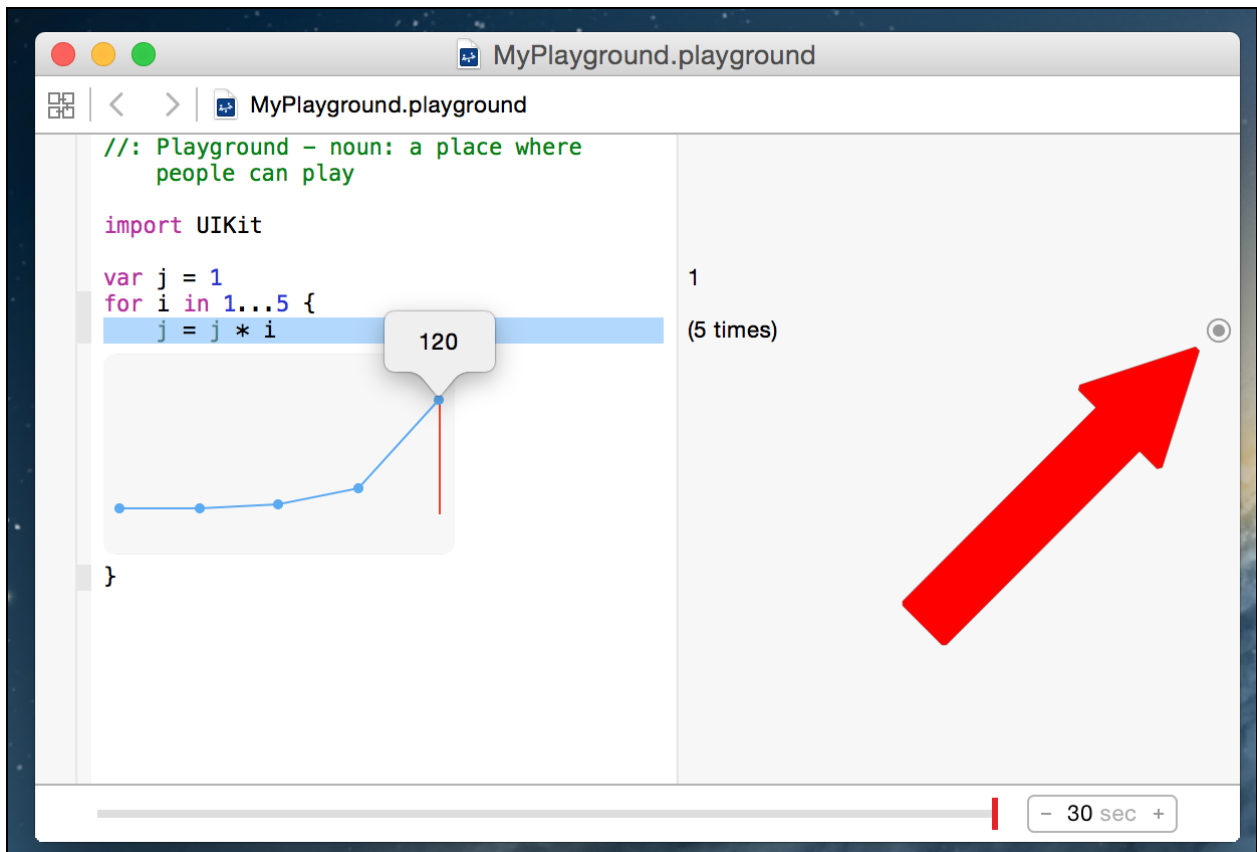 MyPlayground.playground
MyPlayground.playground
//: Playground – noun: a place where
people can play
import UIKit
var j = 1
1
for i in 1...5 {
j = j * i
(5 times)
120
}
- 30 sec +